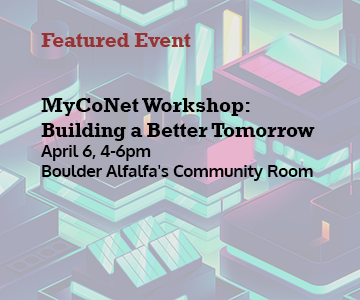 Featured Event
MyCoNet Workshop:
Building a Better Tomorrow
April 6, 4-6pm
Boulder Alfalfa's Community Room